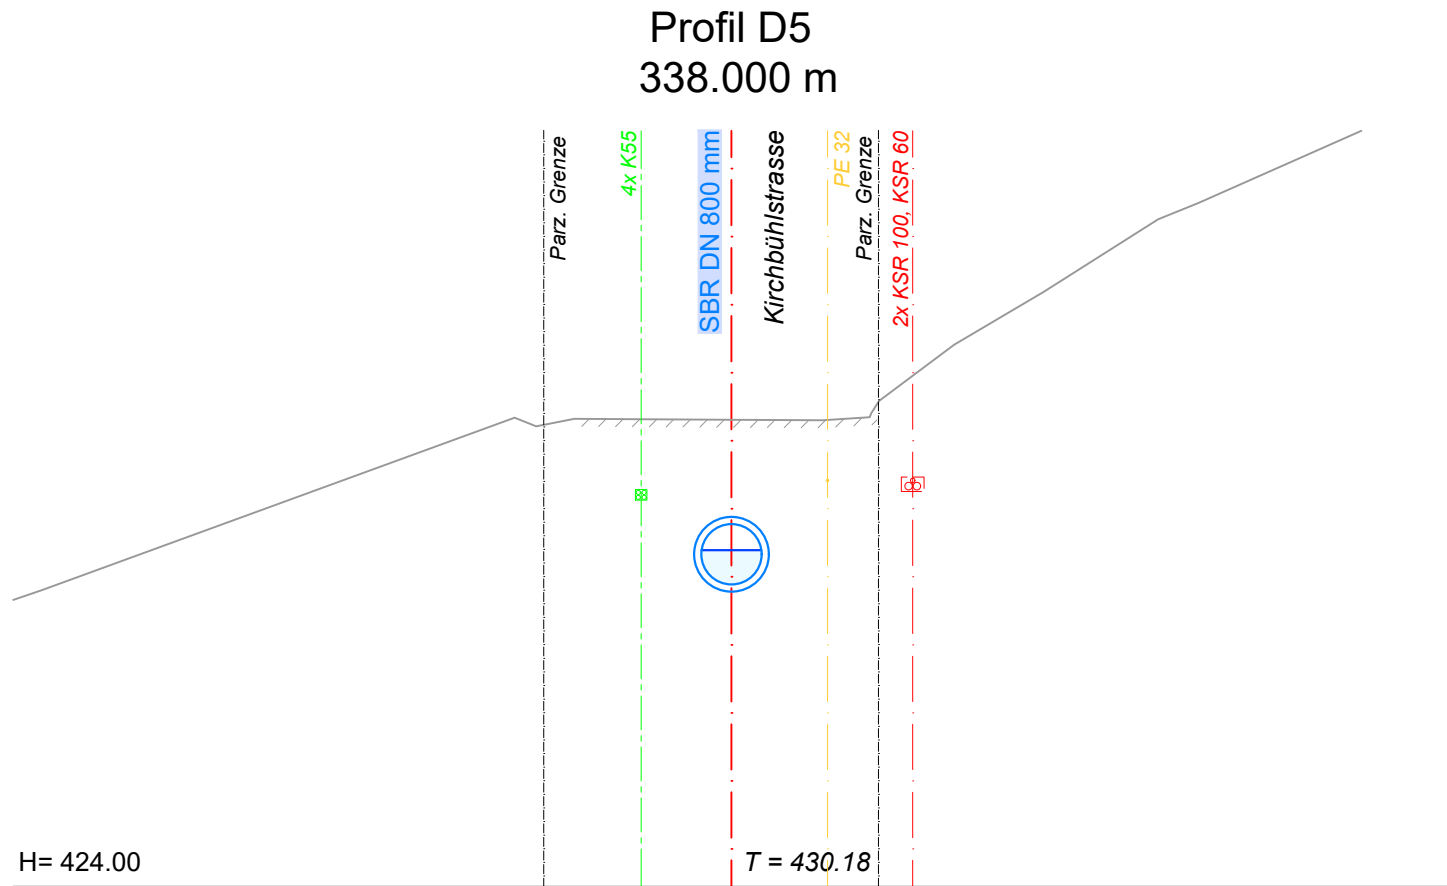 Profil D5
338.000 m
Parz. Grenze
4x K55
SBR DN 800 mm
Kirchbühlstrasse
PE 32
Parz. Grenze
2x KSR 100, KSR 60
H= 424.00
T = 430.18